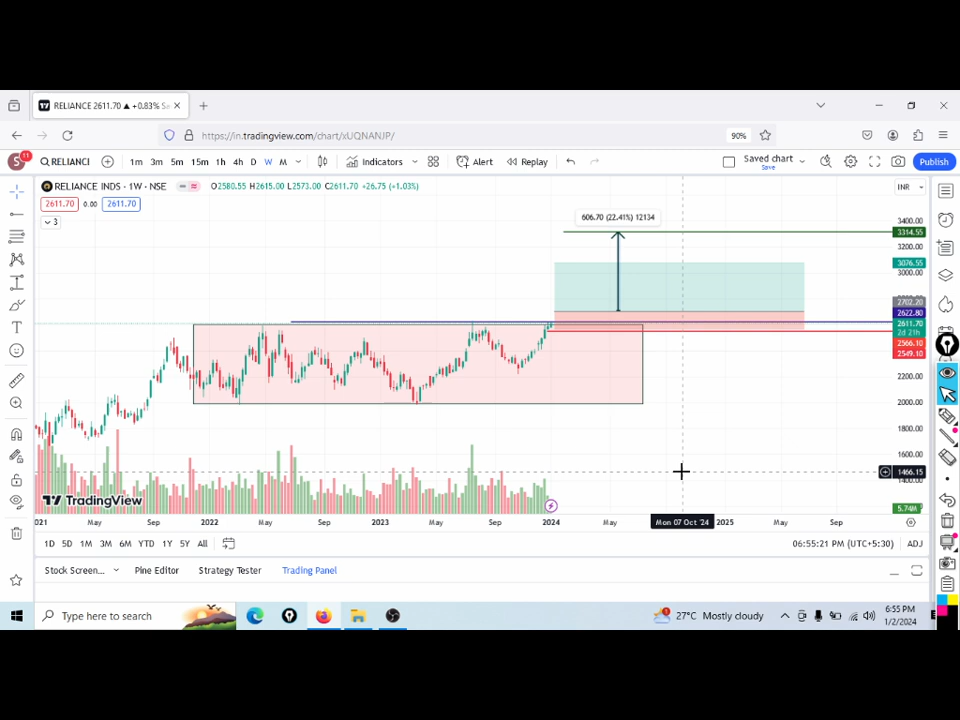 RELIANCE 2611.70 ▲ +0.83% Sa
https://in.tradingview.com/chart/xUQNANJP/
90%
S 11 RELIANCI 1m 3m 5m 15m 1h 4h D W M Indicators Alert Replay Saved chart Save Publish
RELIANCE INDS · 1W · NSE O2580.55 H2615.00 L2573.00 C2611.70 +26.75 (+1.03%) INR
2611.70 0.00 2611.70
3
606.70 (22.41%) 12134
3400.00
3314.55
3200.00
3076.55
3000.00
2702.20
2622.80
2611.70
2d 21h
2566.10
2549.10
2200.00
2000.00
1800.00
1600.00
1466.15
1400.00
TradingView
5.74M
2021 May Sep 2022 May Sep 2023 May Sep 2024 May Mon 07 Oct '24 2025 May Sep
1D 5D 1M 3M 6M YTD 1Y 5Y All 06:55:21 PM (UTC+5:30) ADJ
Stock Screen... Pine Editor Strategy Tester Trading Panel
Type here to search 27°C Mostly cloudy 6:55 PM
1/2/2024